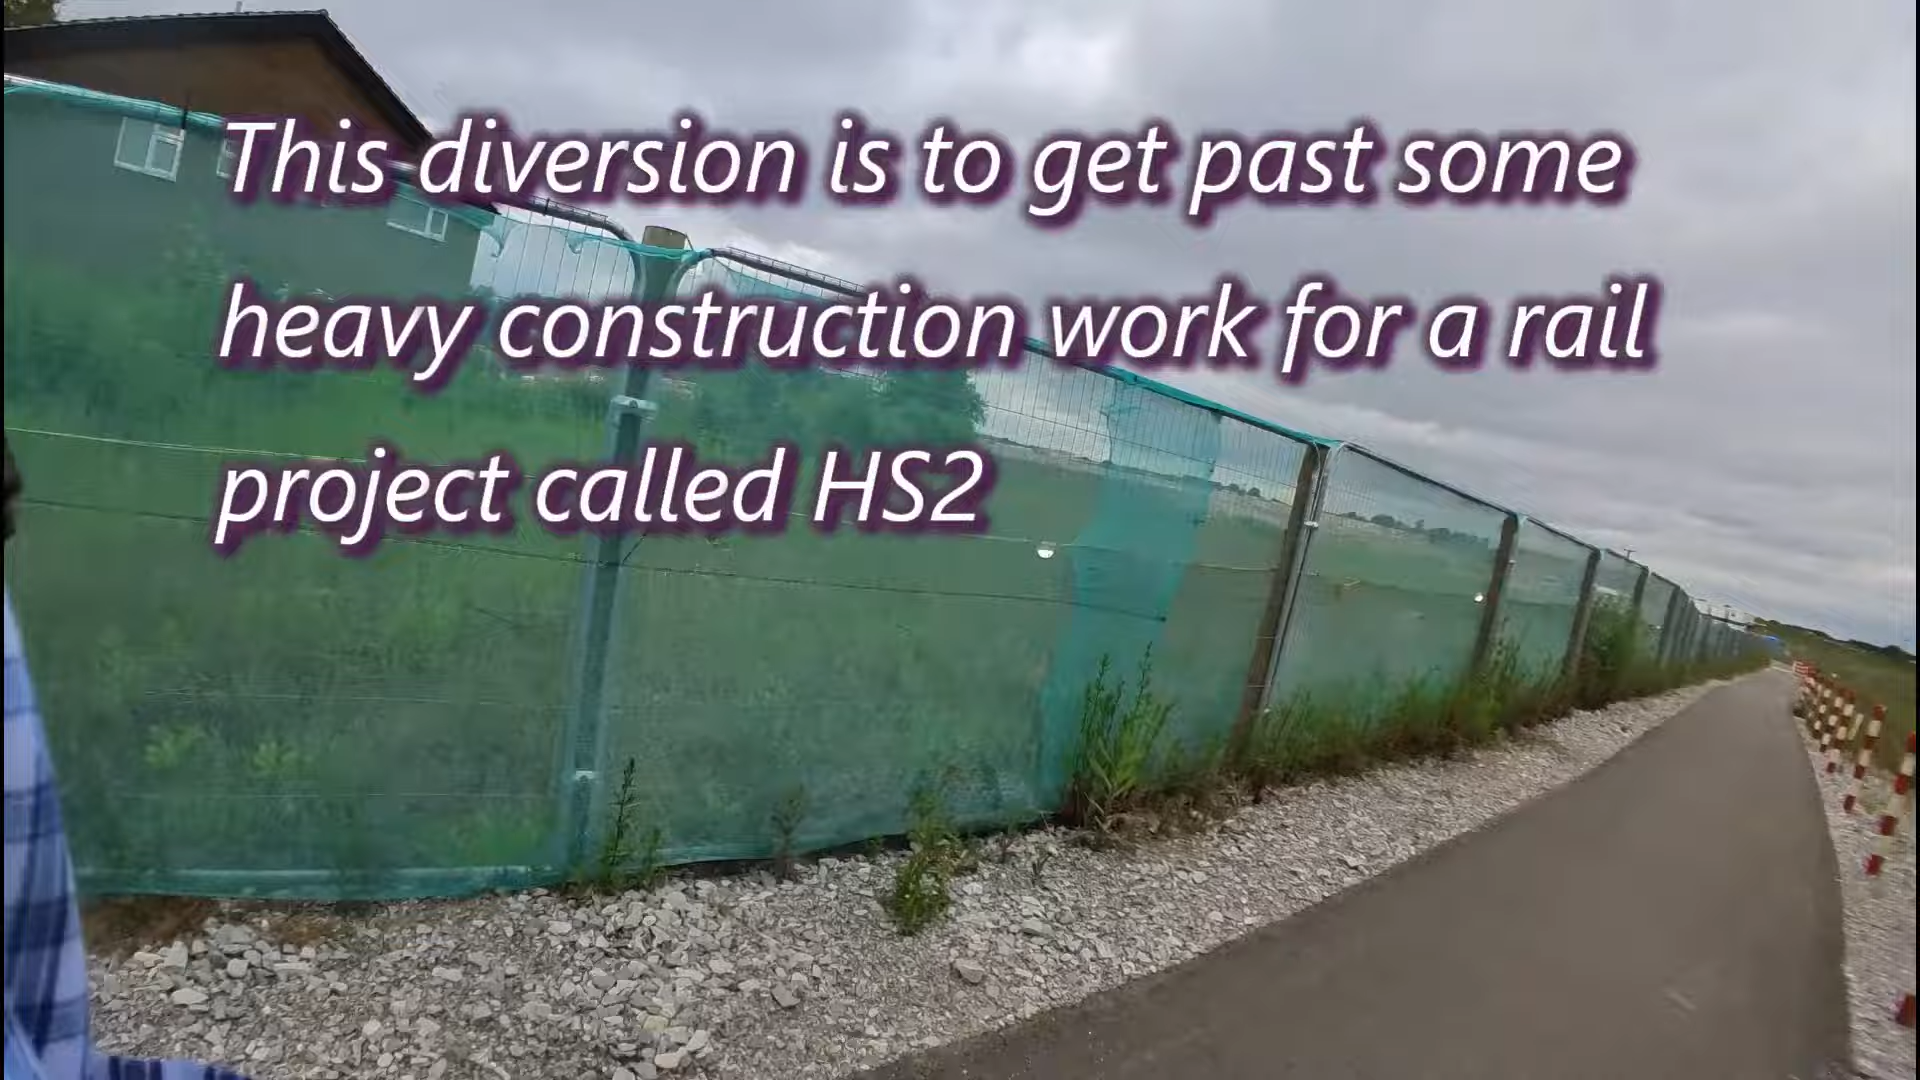 This diversion is to get past some
heavy construction work for a rail
project called HS2